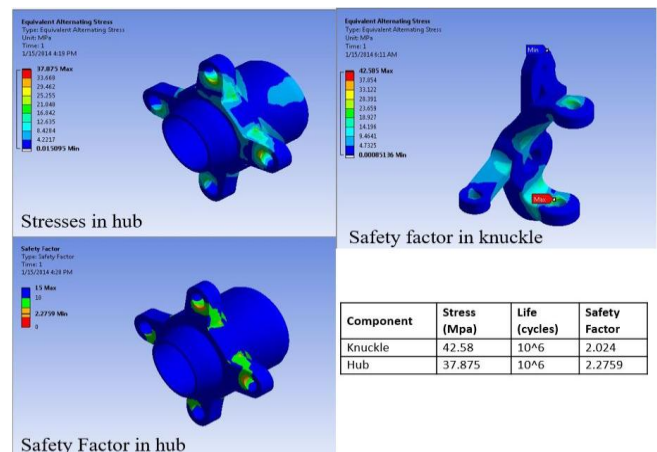 Equivalent Alternating Stress
Type: Equivalent Alternating Stress
Unit: MPa
Time: 1
1/15/2014 4:19 PM
37.875 Max
33.668
29.462
25.255
21.048
16.842
12.635
8.4284
4.2217
0.015095 Min
Stresses in hub
Equivalent Alternating Stress
Type: Equivalent Alternating Stress
Unit: MPa
Time: 1
1/15/2014 6:11 AM
42.585 Max
37.854
33.122
28.391
23.659
18.927
14.196
9.4641
4.7325
0.00085136 Min
Min
Max
Safety factor in knuckle
Safety Factor
Type: Safety Factor
Time: 1
1/15/2014 4:20 PM
15 Max
10
2.2759 Min
0
Safety Factor in hub
Component Stress (Mpa) Life (cycles) Safety Factor
Knuckle 42.58 10^6 2.024
Hub 37.875 10^6 2.2759